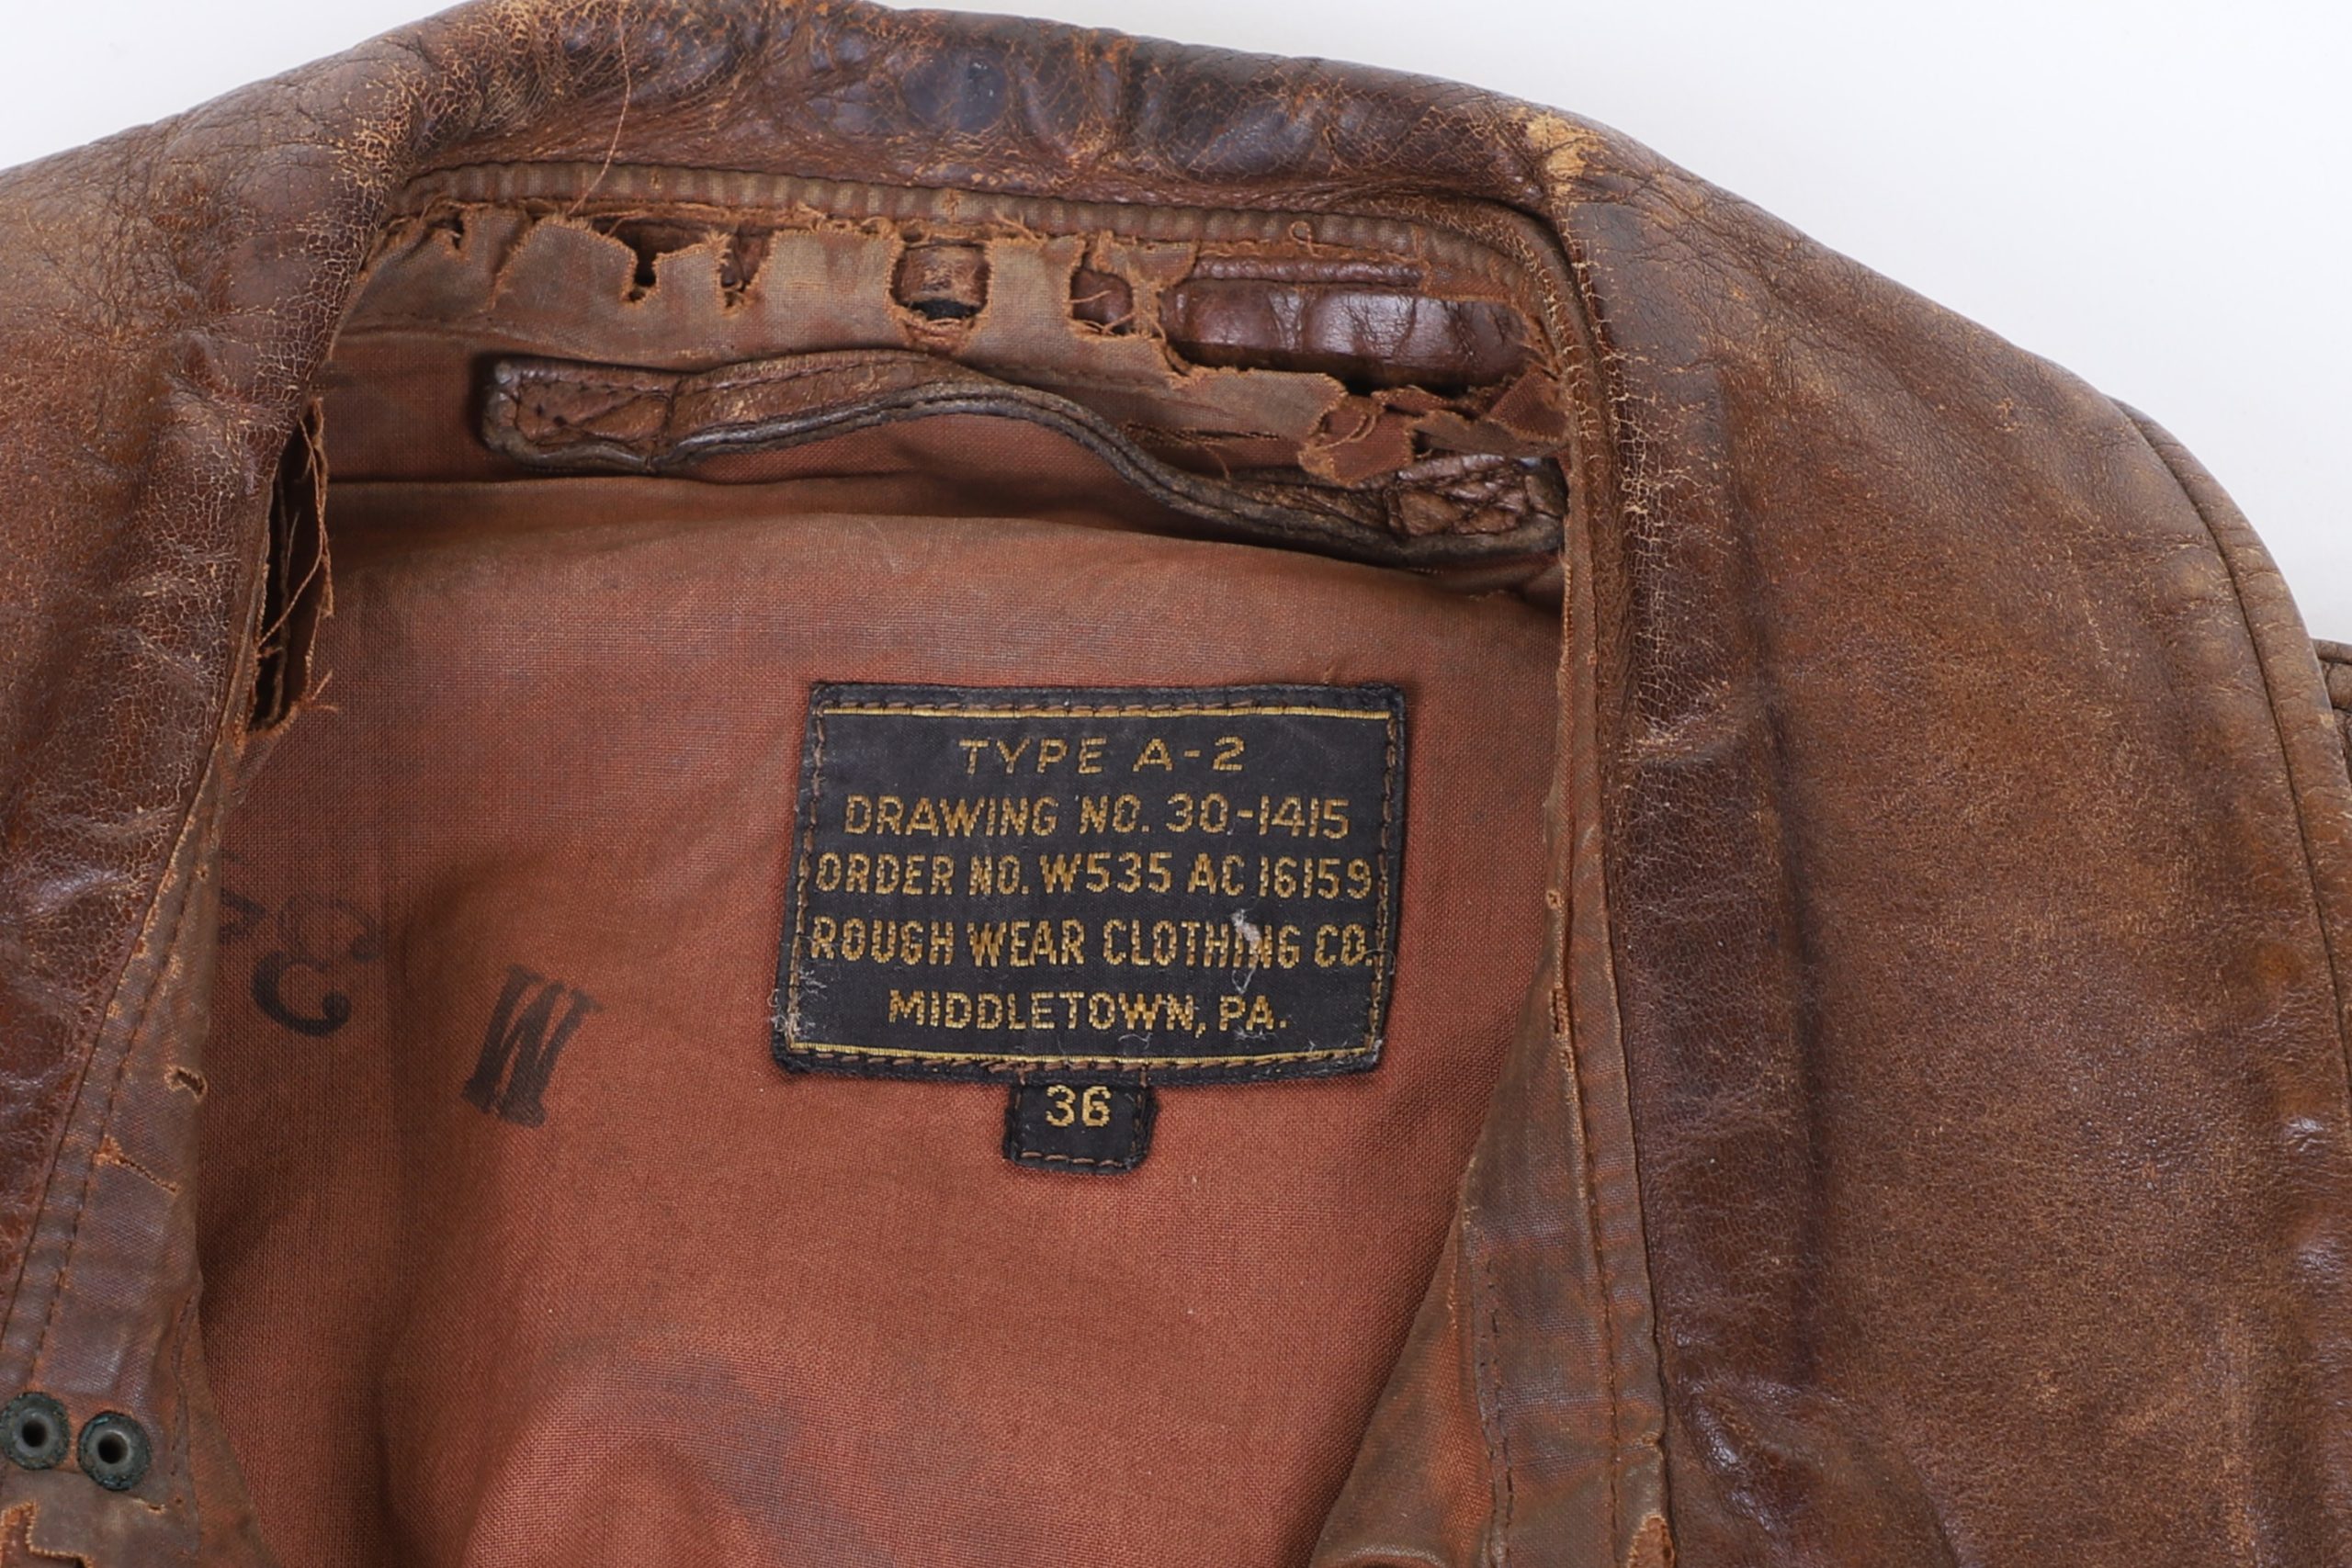 TYPE A-2
DRAWING NO. 30-1415
ORDER NO. W535 AC 16159
ROUGH WEAR CLOTHING CO.
MIDDLETOWN, PA.
36
M